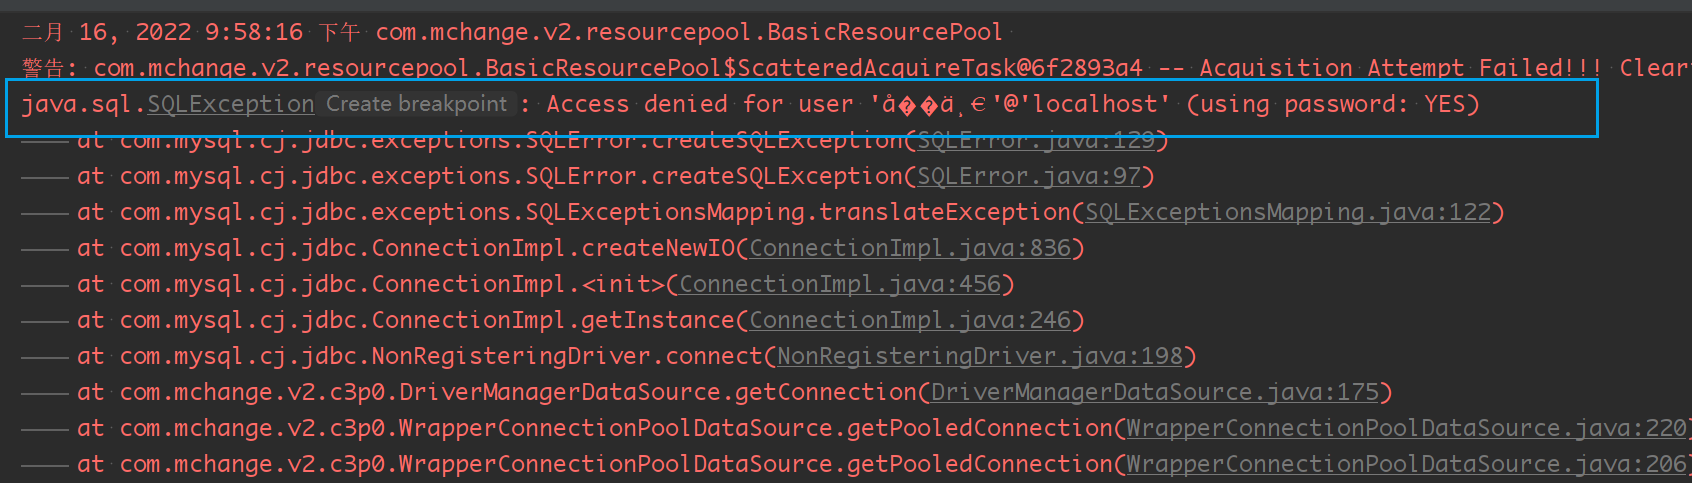 二月 16, 2022 9:58:16 下午 com.mchange.v2.resourcepool.BasicResourcePool
警告: com.mchange.v2.resourcepool.BasicResourcePool$ScatteredAcquireTask@6f2893a4 -- Acquisition Attempt Failed!!! Clear
java.sql.SQLException Create breakpoint : Access denied for user 'å��ä¸€'@'localhost' (using password: YES)
at com.mysql.cj.jdbc.exceptions.SQLError.createSQLException(SQLError.java:129)
at com.mysql.cj.jdbc.exceptions.SQLError.createSQLException(SQLError.java:97)
at com.mysql.cj.jdbc.exceptions.SQLExceptionsMapping.translateException(SQLExceptionsMapping.java:122)
at com.mysql.cj.jdbc.ConnectionImpl.createNewIO(ConnectionImpl.java:836)
at com.mysql.cj.jdbc.ConnectionImpl.<init>(ConnectionImpl.java:456)
at com.mysql.cj.jdbc.ConnectionImpl.getInstance(ConnectionImpl.java:246)
at com.mysql.cj.jdbc.NonRegisteringDriver.connect(NonRegisteringDriver.java:198)
at com.mchange.v2.c3p0.DriverManagerDataSource.getConnection(DriverManagerDataSource.java:175)
at com.mchange.v2.c3p0.WrapperConnectionPoolDataSource.getPooledConnection(WrapperConnectionPoolDataSource.java:220)
at com.mchange.v2.c3p0.WrapperConnectionPoolDataSource.getPooledConnection(WrapperConnectionPoolDataSource.java:206)